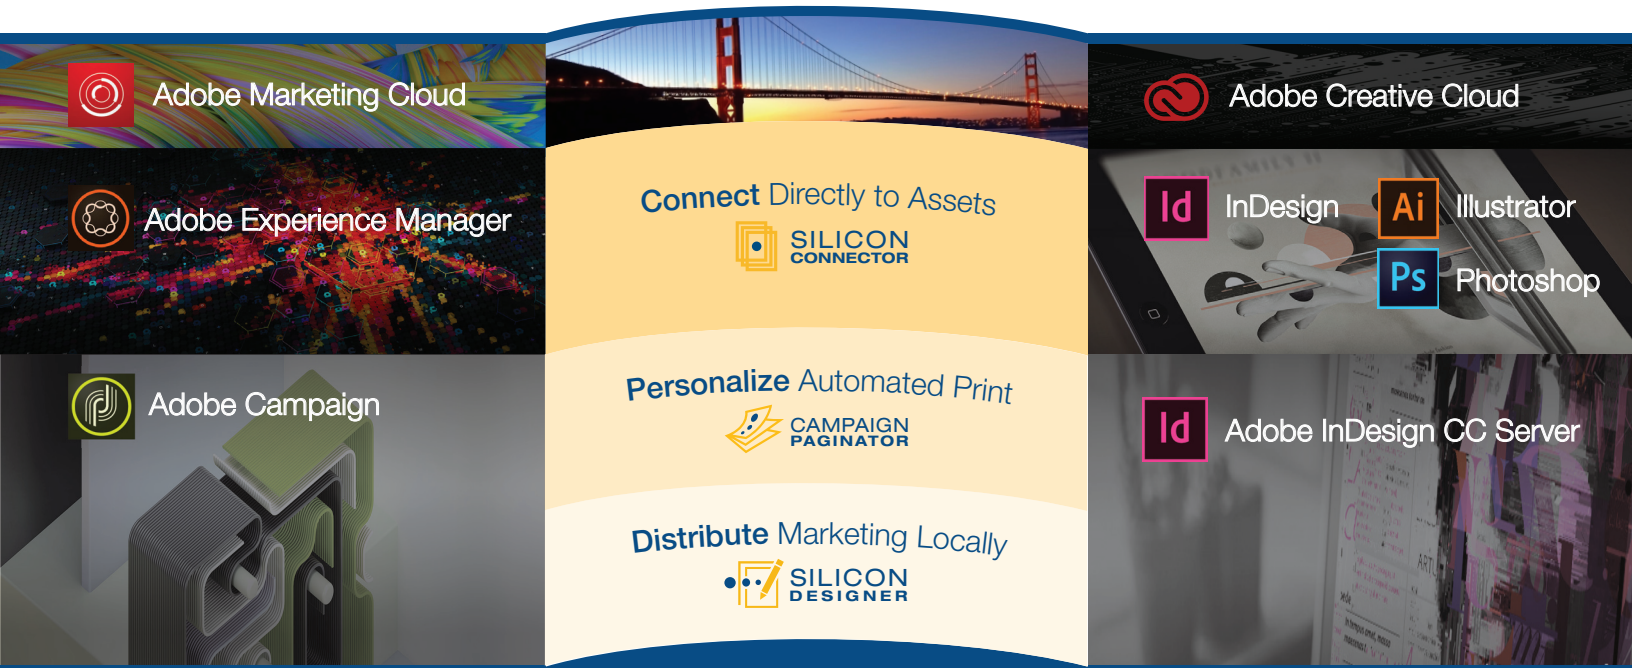 Adobe Marketing Cloud
Adobe Experience Manager
Adobe Campaign
Connect Directly to Assets
SILICON
CONNECTOR
Personalize Automated Print
CAMPAIGN
PAGINATOR
Distribute Marketing Locally
SILICON
DESIGNER
Adobe Creative Cloud
Id InDesign
Ai Illustrator
Ps Photoshop
Id Adobe InDesign CC Server